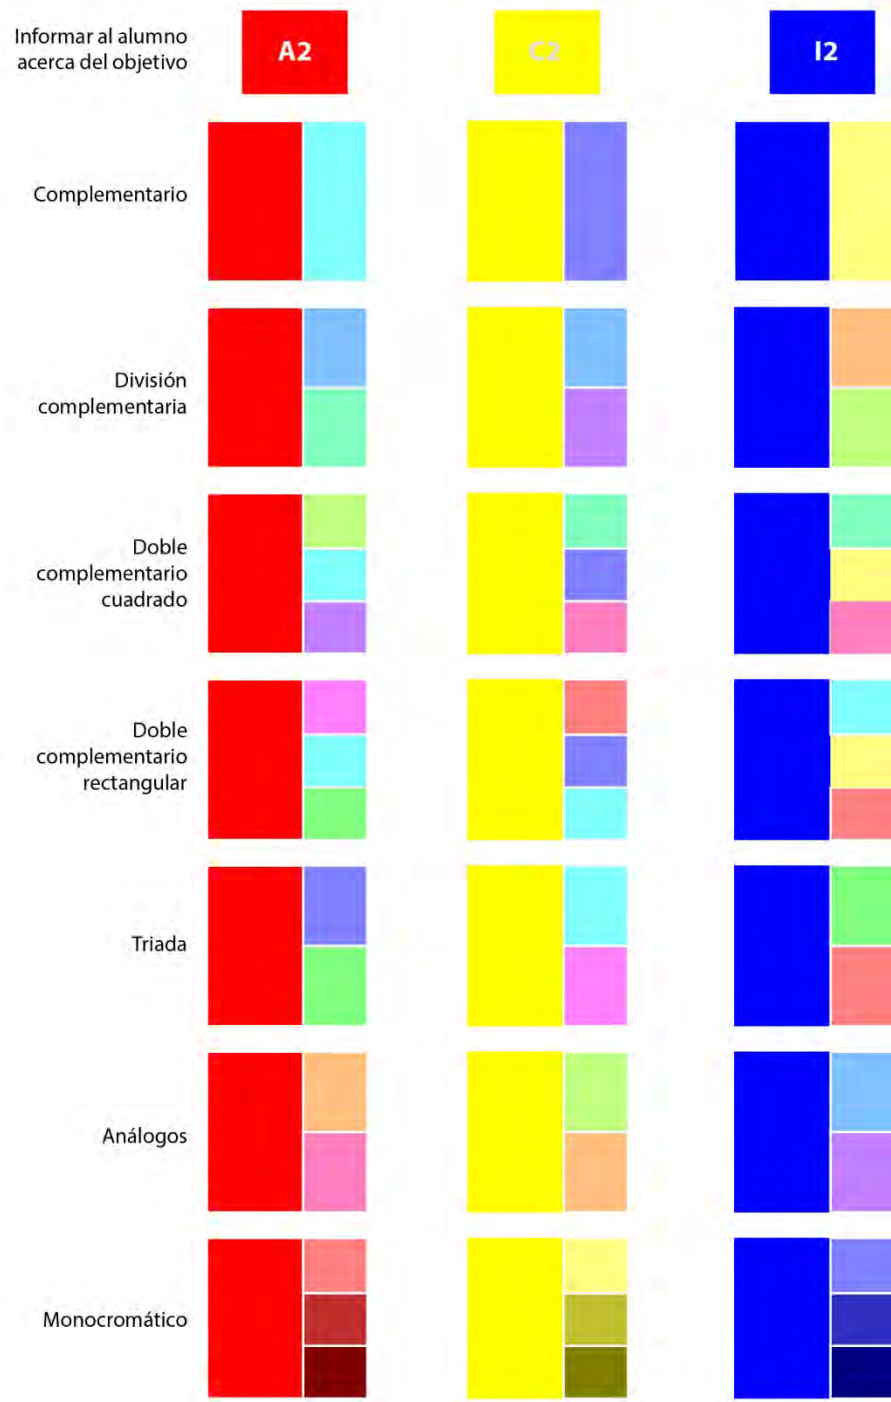 Informar al alumno
acerca del objetivo
A2
C2
I2
Complementario
División
complementaria
Doble
complementario
cuadrado
Doble
complementario
rectangular
Triada
Análogos
Monocromático